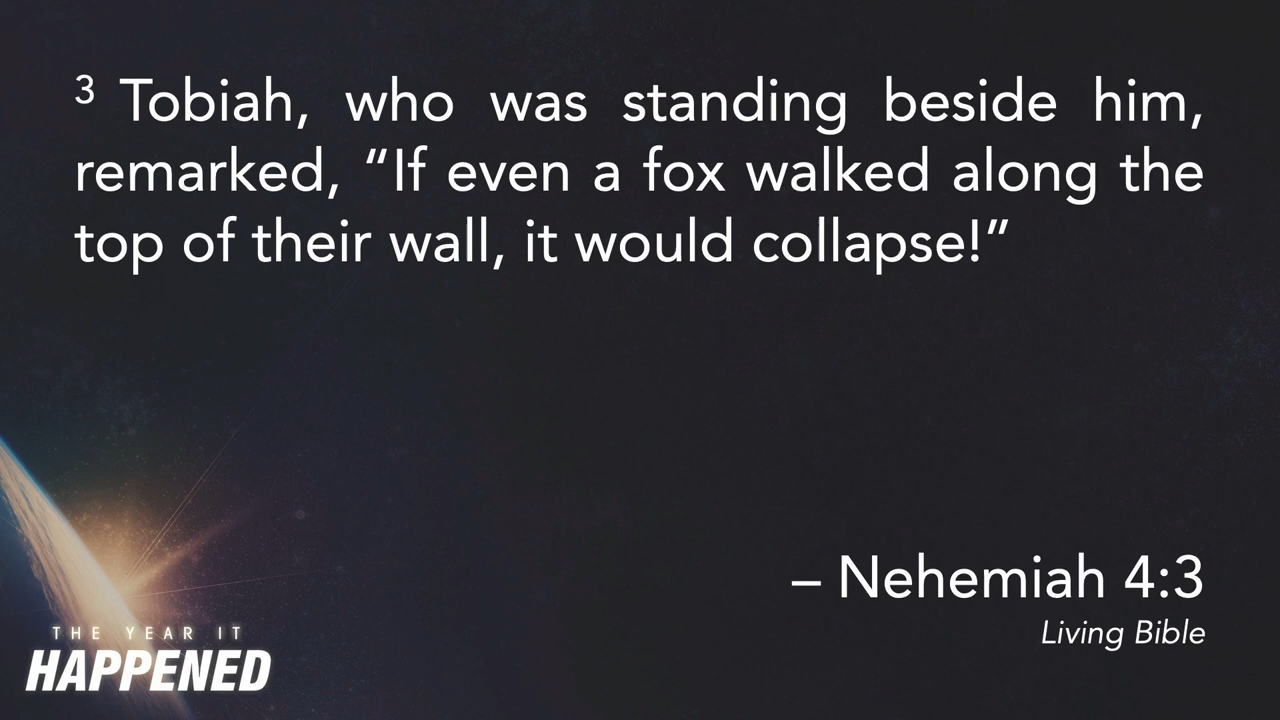 3 Tobiah, who was standing beside him,
remarked, “If even a fox walked along the
top of their wall, it would collapse!”
– Nehemiah 4:3
Living Bible
THE YEAR IT
HAPPENED